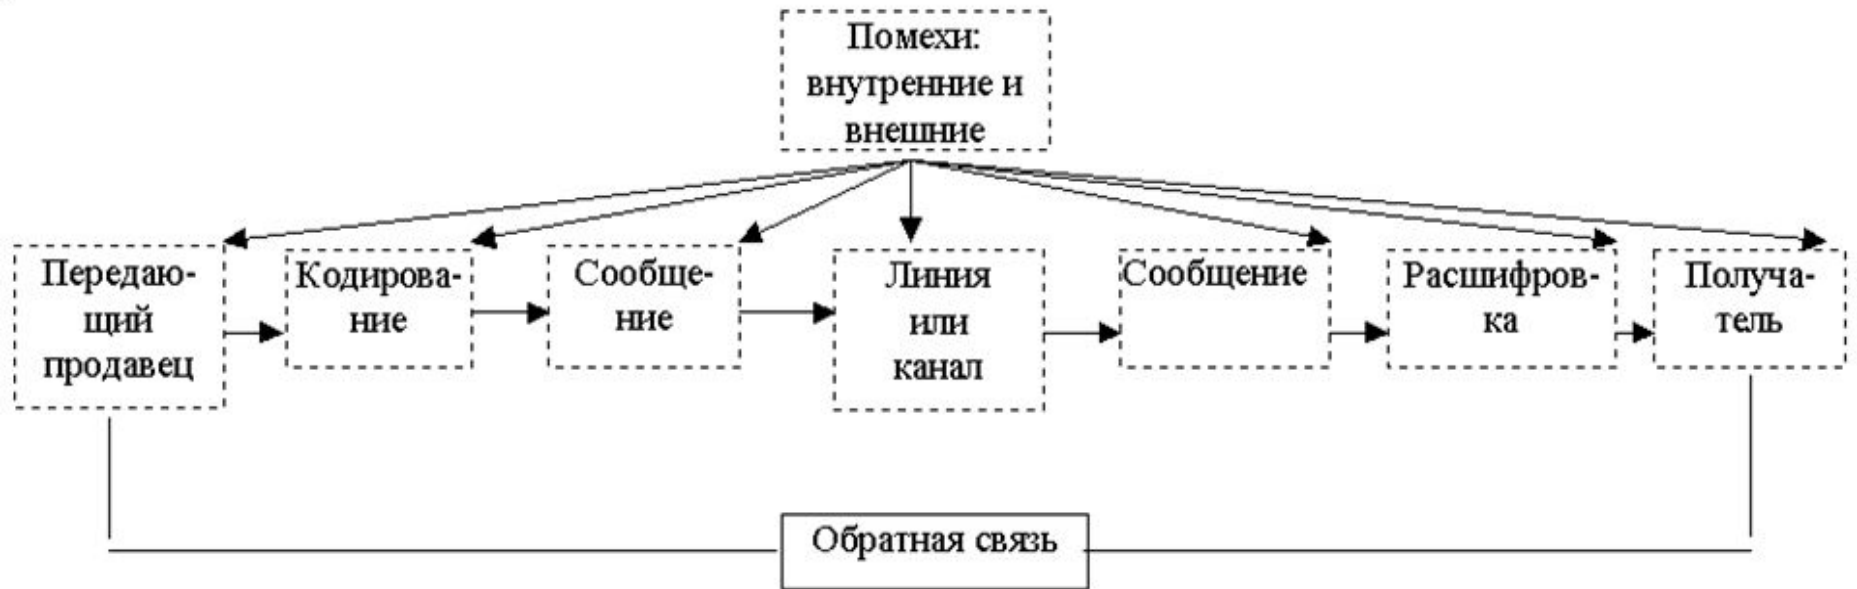 Помехи:
внутренние и
внешние
Передаю-
щий
продавец
Кодирова-
ние
Сообще-
ние
Линия
или
канал
Сообщение
Расшифров-
ка
Получа-
тель
Обратная связь